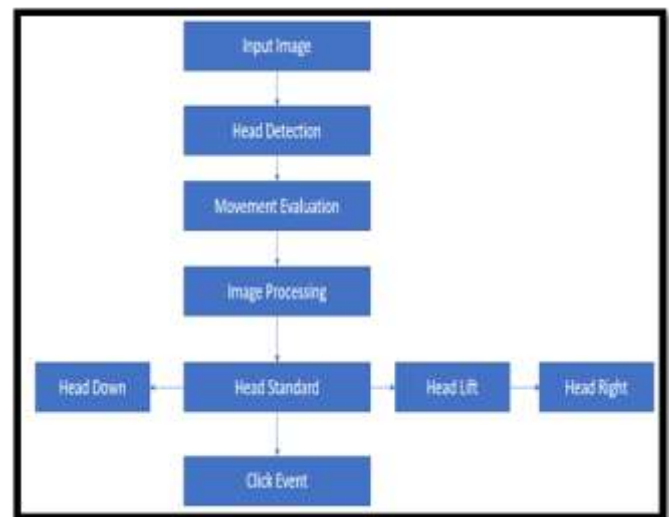 Input Image
Head Detection
Movement Evaluation
Image Processing
Head Down
Head Standard
Head Lift
Head Right
Click Event